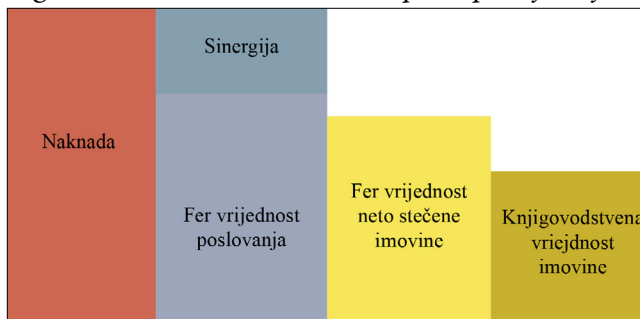 Sinergija
Naknada
Fer vrijednost
poslovanja
Fer vrijednost
neto stečene
imovine
Knjigovodstvena
vriejdnost
imovine